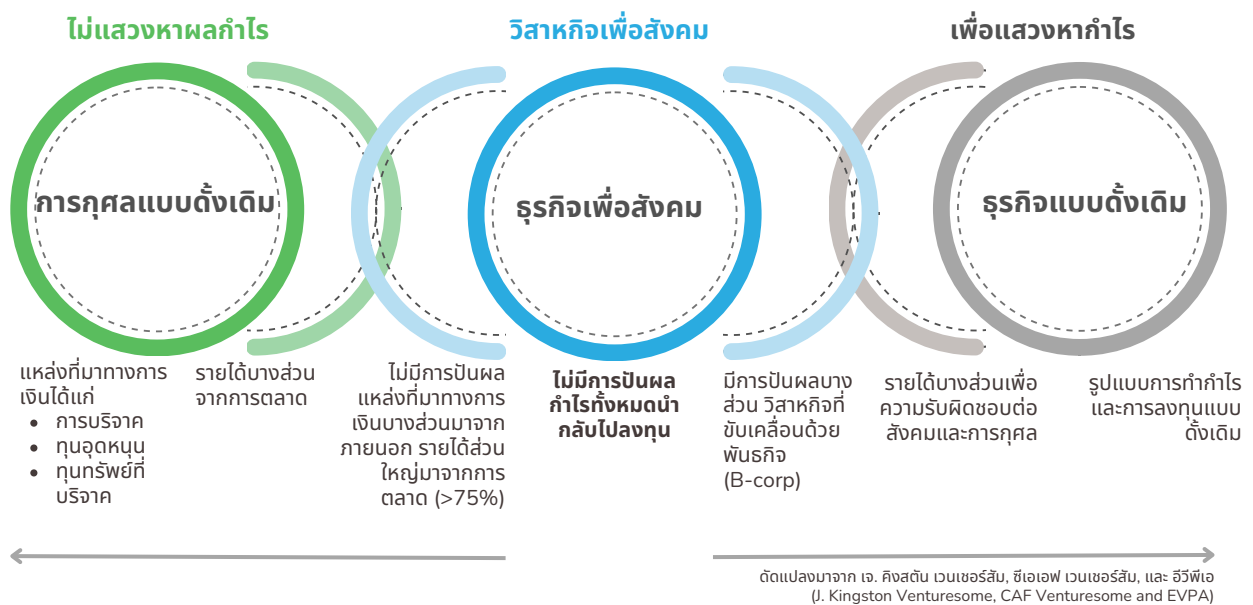 ไม่แสวงหาผลกำไร
วิสาหกิจเพื่อสังคม
เพื่อแสวงหากำไร
การกุศลแบบดั้งเดิม
ธุรกิจเพื่อสังคม
ธุรกิจแบบดั้งเดิม
แหล่งที่มาทางการ
เงินได้แก่
• การบริจาค
• ทุนอุดหนุน
• ทุนทรัพย์ที่
บริจาค
รายได้บางส่วน
จากการตลาด
ไม่มีการปันผล
แหล่งที่มาทางการ
เงินบางส่วนมาจาก
ภายนอก รายได้ส่วน
ใหญ่มาจากการ
ตลาด (>75%)
ไม่มีการปันผล
กำไรทั้งหมดนำ
กลับไปลงทุน
มีการปันผลบาง
ส่วน วิสาหกิจที่
ขับเคลื่อนด้วย
พันธกิจ
(B-corp)
รายได้บางส่วนเพื่อ
ความรับผิดชอบต่อ
สังคมและการกุศล
รูปแบบการทำกำไร
และการลงทุนแบบ
ดั้งเดิม
ดัดแปลงมาจาก เจ. คิงสตัน เวนเชอร์สัม, ซีเอเอฟ เวนเชอร์สัม, และ อีวีพีเอ
(J. Kingston Venturesome, CAF Venturesome and EVPA)